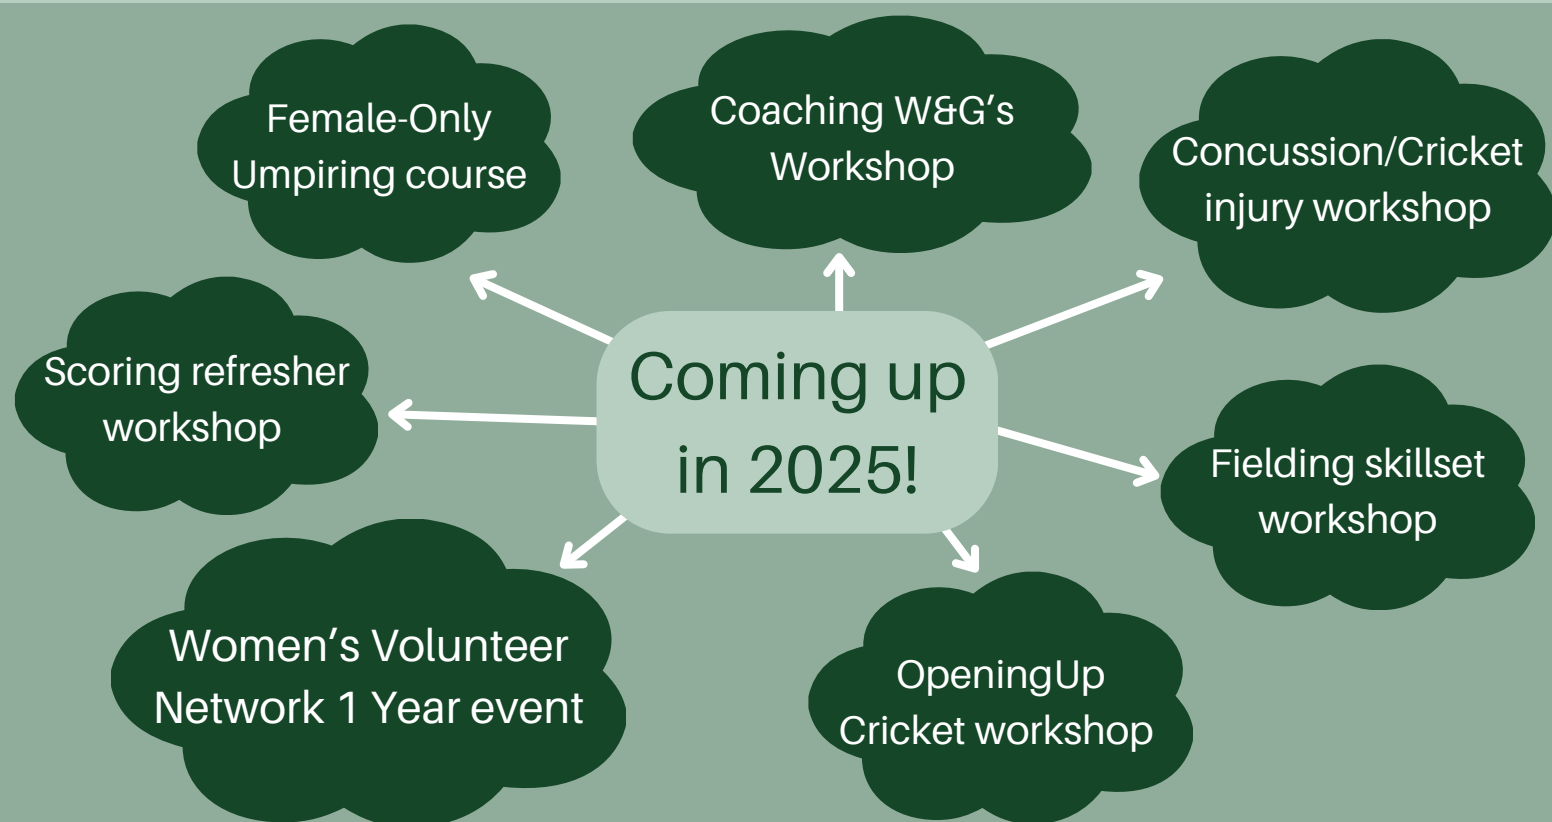 Female-Only
Umpiring course
Coaching W&G’s
Workshop
Concussion/Cricket
injury workshop
Scoring refresher
workshop
Coming up
in 2025!
Fielding skillset
workshop
Women’s Volunteer
Network 1 Year event
OpeningUp
Cricket workshop